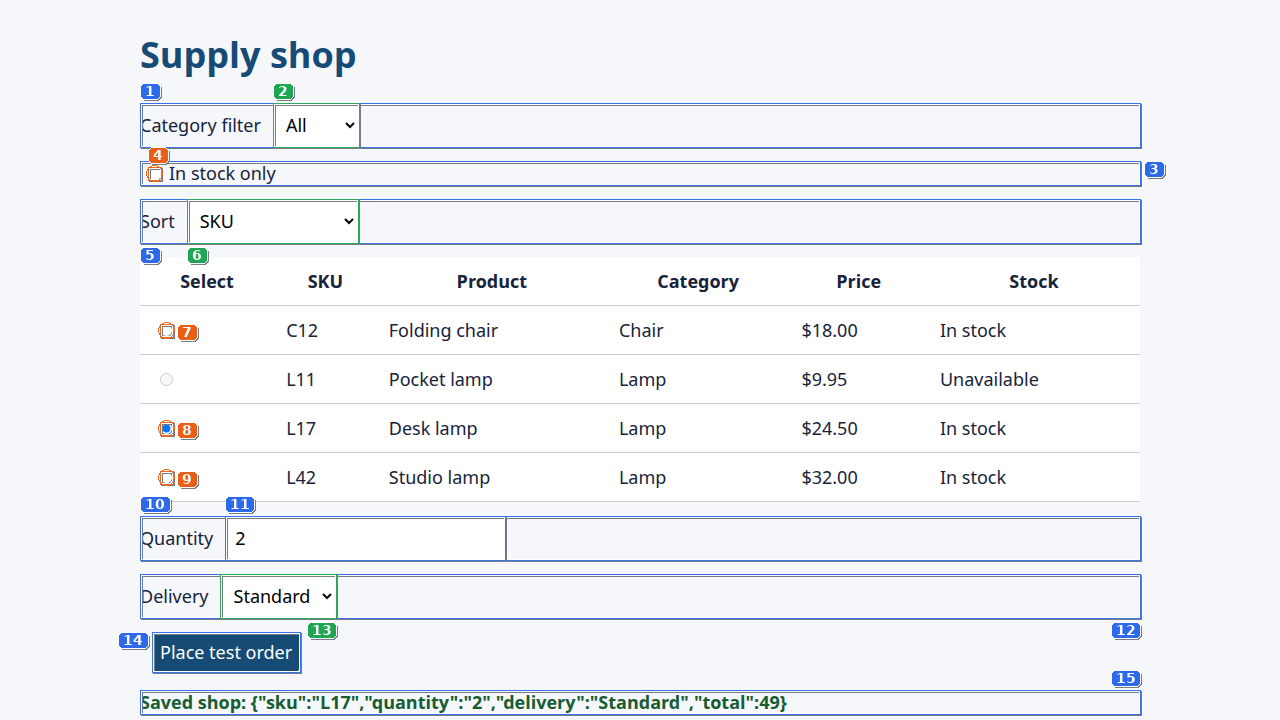 Supply shop
1 2
Category filter All
4
In stock only 3
Sort SKU
5 6
Select SKU Product Category Price Stock
7 C12 Folding chair Chair $18.00 In stock
L11 Pocket lamp Lamp $9.95 Unavailable
8 L17 Desk lamp Lamp $24.50 In stock
9 L42 Studio lamp Lamp $32.00 In stock
10 11
Quantity 2
Delivery Standard
13 12
14 Place test order
15
Saved shop: {"sku":"L17","quantity":"2","delivery":"Standard","total":49}